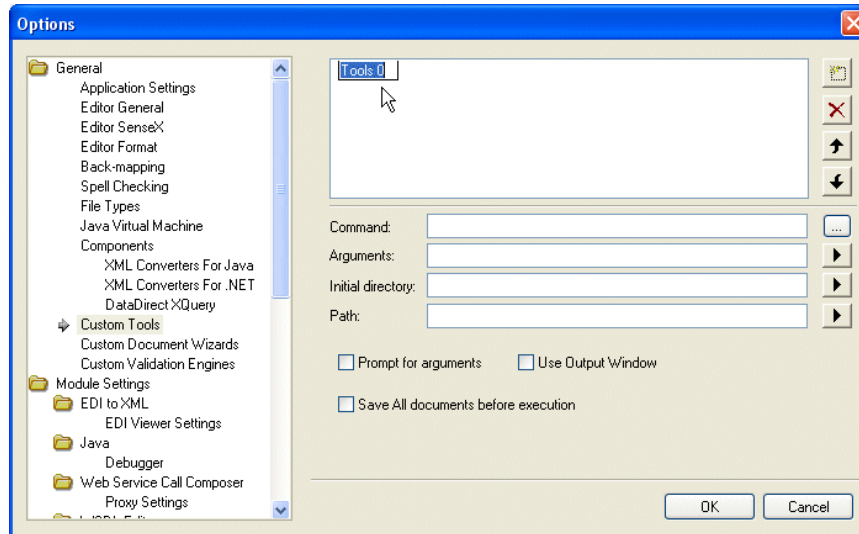 Options
General
Application Settings
Editor General
Editor SenseX
Editor Format
Back-mapping
Spell Checking
File Types
Java Virtual Machine
Components
XML Converters For Java
XML Converters For .NET
DataDirect XQuery
Custom Tools
Custom Document Wizards
Custom Validation Engines
Module Settings
EDI to XML
EDI Viewer Settings
Java
Debugger
Web Service Call Composer
Proxy Settings
Tools 0
Command:
...
Arguments:
Initial directory:
Path:
Prompt for arguments
Use Output Window
Save All documents before execution
OK
Cancel